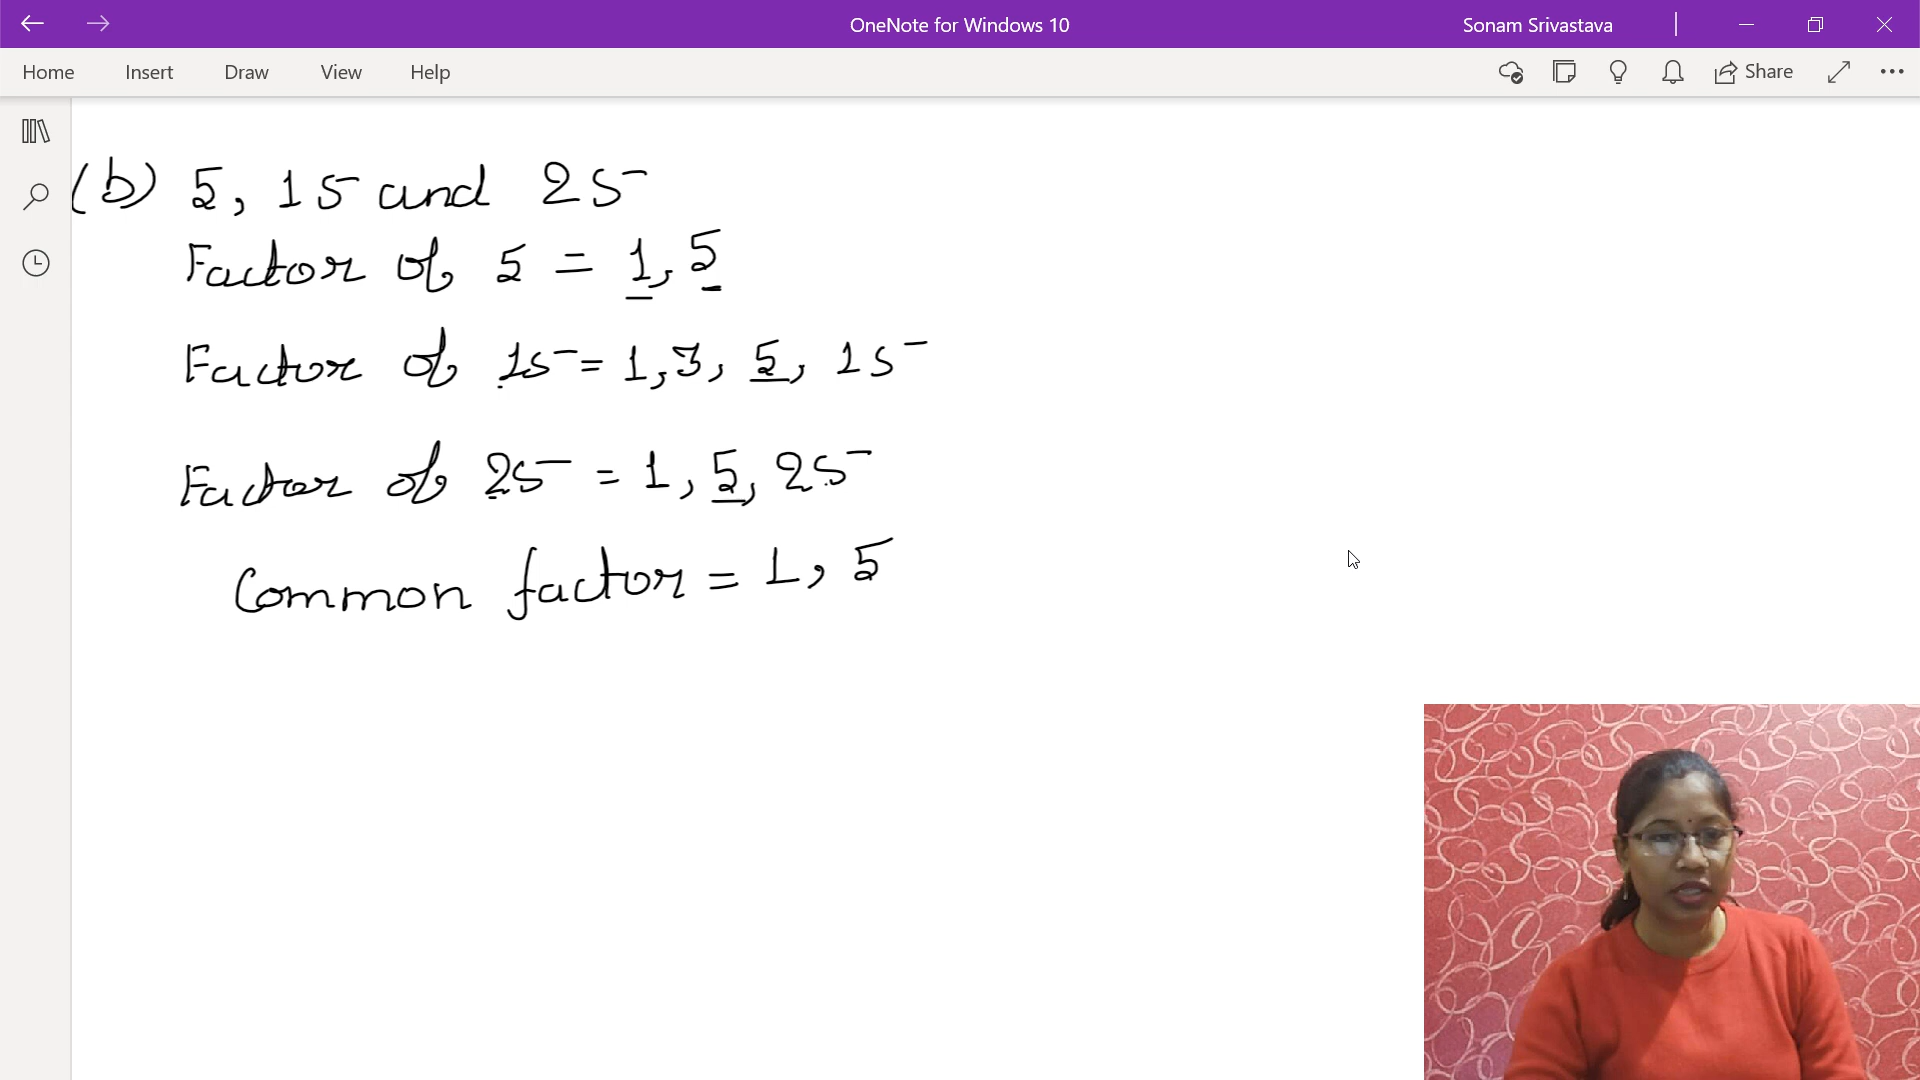 OneNote for Windows 10
Sonam Srivastava
Home Insert Draw View Help
Share
(b) 5, 15 and 25
Factor of 5 = 1, 5
Factor of 15 = 1, 3, 5, 15
Factor of 25 = 1, 5, 25
Common factor = 1, 5